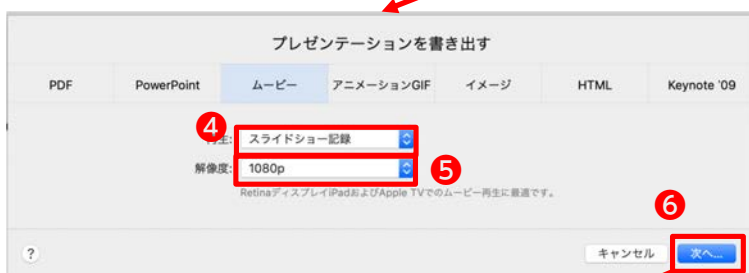 プレゼンテーションを書き出す
PDF PowerPoint ムービー アニメーションGIF イメージ HTML Keynote '09
❹ 生: スライドショー記録
解像度: 1080p ❺
RetinaディスプレイiPadおよびApple TVでのムービー再生に最適です。
❻
? キャンセル 次へ...